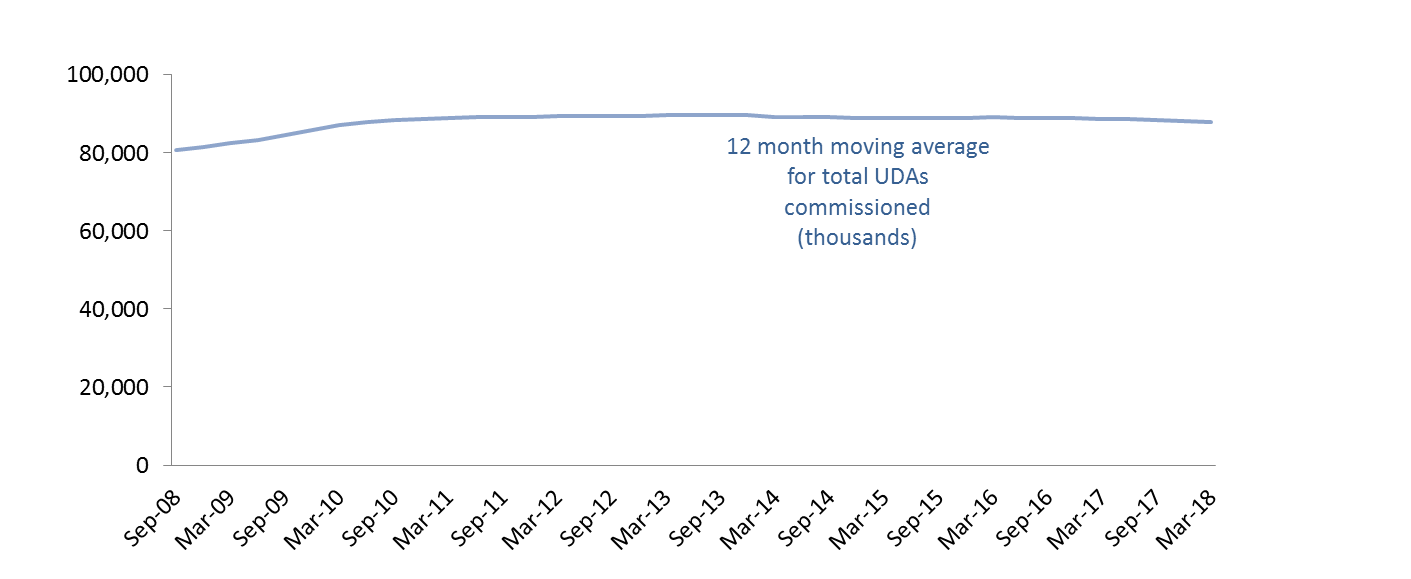 100,000
80,000
60,000
40,000
20,000
0
12 month moving average
for total UDAs
commissioned
(thousands)
Sep-08
Mar-09
Sep-09
Mar-10
Sep-10
Mar-11
Sep-11
Mar-12
Sep-12
Mar-13
Sep-13
Mar-14
Sep-14
Mar-15
Sep-15
Mar-16
Sep-16
Mar-17
Sep-17
Mar-18